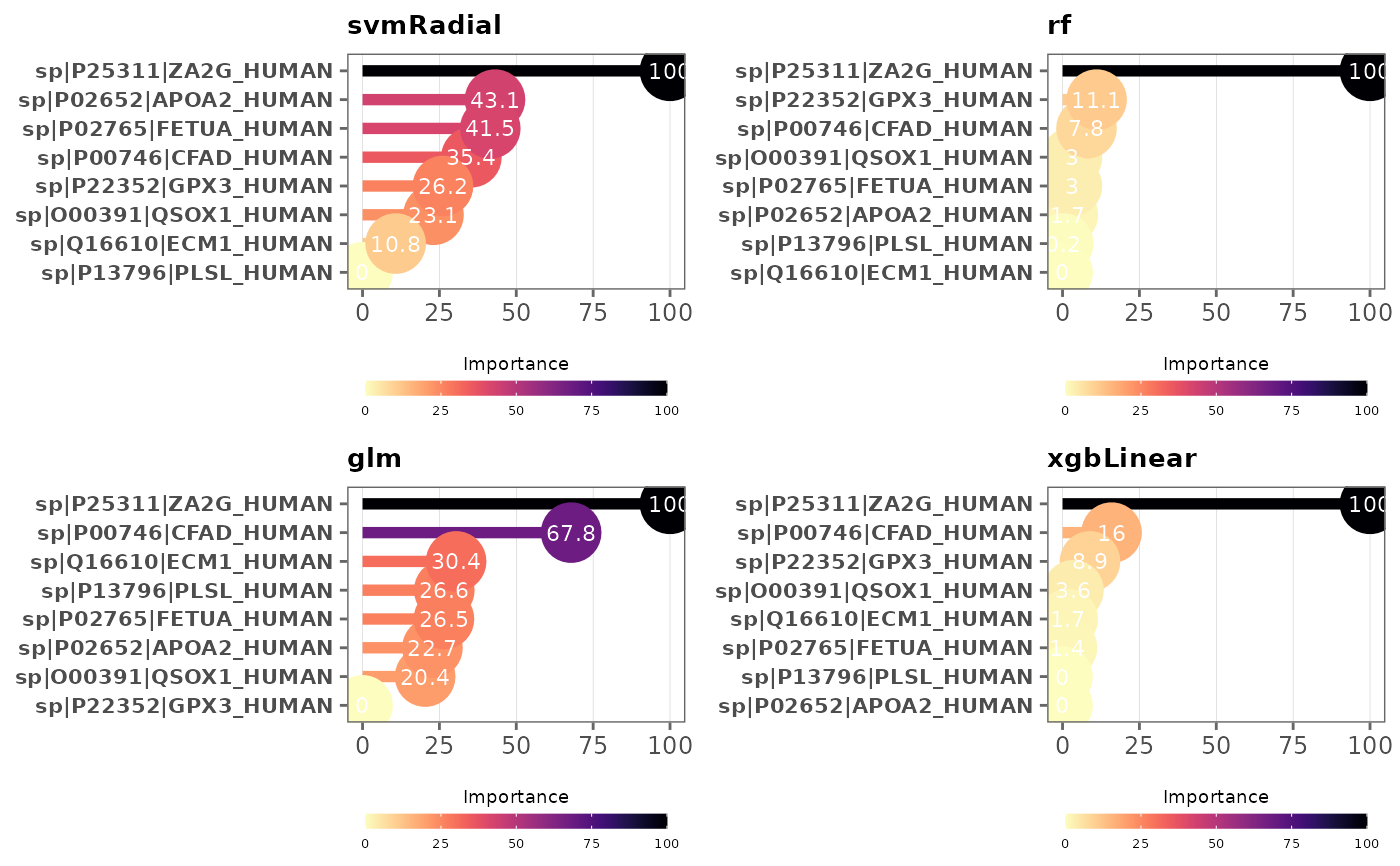 svmRadial
sp|P25311|ZA2G_HUMAN 100
sp|P02652|APOA2_HUMAN 43.1
sp|P02765|FETUA_HUMAN 41.5
sp|P00746|CFAD_HUMAN 35.4
sp|P22352|GPX3_HUMAN 26.2
sp|O00391|QSOX1_HUMAN 23.1
sp|Q16610|ECM1_HUMAN 10.8
sp|P13796|PLSL_HUMAN 0
0 25 50 75 100
Importance
0 25 50 75 100
rf
sp|P25311|ZA2G_HUMAN 100
sp|P22352|GPX3_HUMAN 11.1
sp|P00746|CFAD_HUMAN 7.8
sp|O00391|QSOX1_HUMAN 3
sp|P02765|FETUA_HUMAN 3
sp|P02652|APOA2_HUMAN 1.7
sp|P13796|PLSL_HUMAN 0.2
sp|Q16610|ECM1_HUMAN 0
0 25 50 75 100
Importance
0 25 50 75 100
glm
sp|P25311|ZA2G_HUMAN 100
sp|P00746|CFAD_HUMAN 67.8
sp|Q16610|ECM1_HUMAN 30.4
sp|P13796|PLSL_HUMAN 26.6
sp|P02765|FETUA_HUMAN 26.5
sp|P02652|APOA2_HUMAN 22.7
sp|O00391|QSOX1_HUMAN 20.4
sp|P22352|GPX3_HUMAN 0
0 25 50 75 100
Importance
0 25 50 75 100
xgbLinear
sp|P25311|ZA2G_HUMAN 100
sp|P00746|CFAD_HUMAN 16
sp|P22352|GPX3_HUMAN 8.9
sp|O00391|QSOX1_HUMAN 3.6
sp|Q16610|ECM1_HUMAN 1.7
sp|P02765|FETUA_HUMAN 1.4
sp|P13796|PLSL_HUMAN 0
sp|P02652|APOA2_HUMAN 0
0 25 50 75 100
Importance
0 25 50 75 100